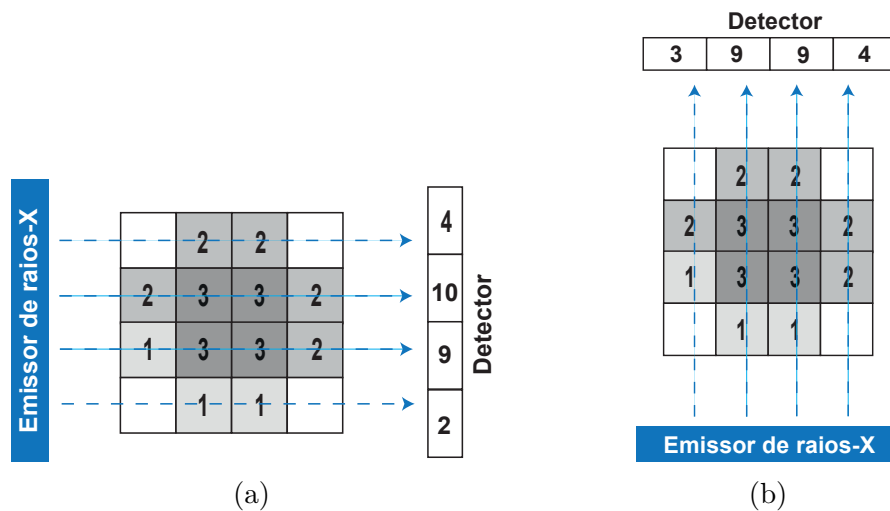 Emissor de raios-X
2 2
2 3 3 2
1 3 3 2
1 1
4
10
9
2
Detector
(a)
Detector
3 9 9 4
2 2
2 3 3 2
1 3 3 2
1 1
Emissor de raios-X
(b)